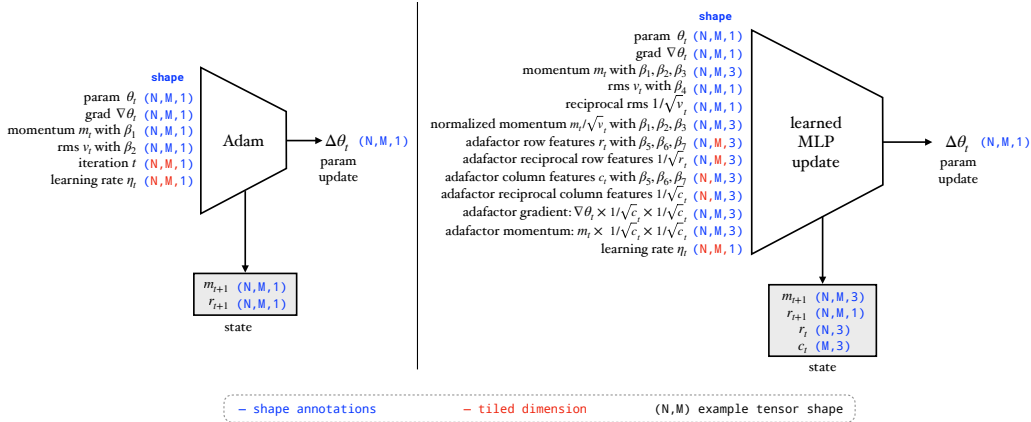 shape
param θt (N,M,1)
grad ∇θt (N,M,1)
momentum mt with β1 (N,M,1)
rms vt with β2 (N,M,1)
iteration t (N,M,1)
learning rate ηt (N,M,1)
Adam
Δθt (N,M,1)
param
update
mt+1 (N,M,1)
rt+1 (N,M,1)
state
shape
param θt (N,M,1)
grad ∇θt (N,M,1)
momentum mt with β1, β2, β3 (N,M,3)
rms vt with β4 (N,M,1)
reciprocal rms 1/√vt (N,M,1)
normalized momentum mt/√vt with β1, β2, β3 (N,M,3)
adafactor row features rt with β5, β6, β7 (N,M,3)
adafactor reciprocal row features 1/√rt (N,M,3)
adafactor column features ct with β5, β6, β7 (N,M,3)
adafactor reciprocal column features 1/√ct (N,M,3)
adafactor gradient: ∇θt × 1/√ct × 1/√ct (N,M,3)
adafactor momentum: mt × 1/√ct × 1/√ct (N,M,3)
learning rate ηt (N,M,1)
learned
MLP
update
Δθt (N,M,1)
param
update
mt+1 (N,M,3)
rt+1 (N,M,1)
rt (N,3)
ct (M,3)
state
– shape annotations – tiled dimension (N,M) example tensor shape